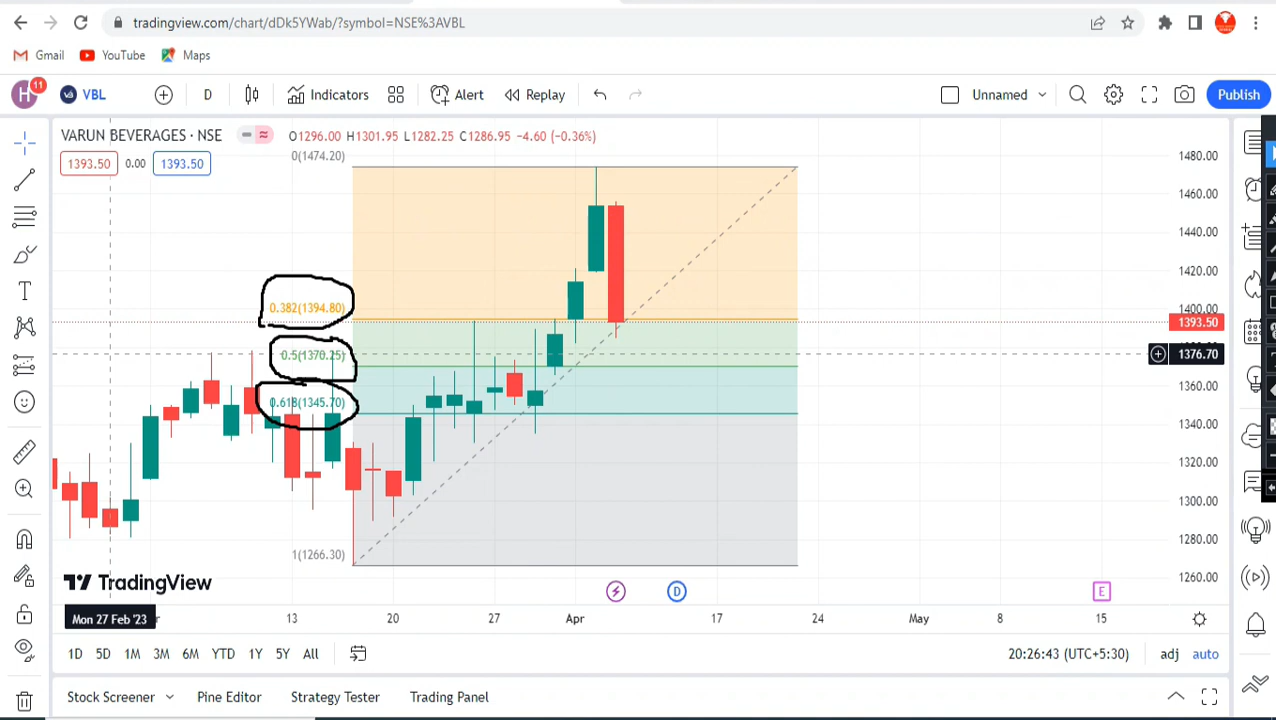 tradingview.com/chart/dDk5YWab/?symbol=NSE%3AVBL
Gmail YouTube Maps
H 11 VBL D Indicators Alert Replay Unnamed Publish
VARUN BEVERAGES · NSE O1296.00 H1301.95 L1282.25 C1286.95 −4.60 (−0.36%)
1393.50 0.00 1393.50
0(1474.20)
0.382(1394.80)
0.5(1370.25)
0.618(1345.70)
1(1266.30)
1480.00
1460.00
1440.00
1420.00
1400.00
1393.50
1376.70
1360.00
1340.00
1320.00
1300.00
1280.00
1260.00
TradingView
D E
Mon 27 Feb '23 13 20 27 Apr 17 24 May 8 15
1D 5D 1M 3M 6M YTD 1Y 5Y All 20:26:43 (UTC+5:30) adj auto
Stock Screener Pine Editor Strategy Tester Trading Panel